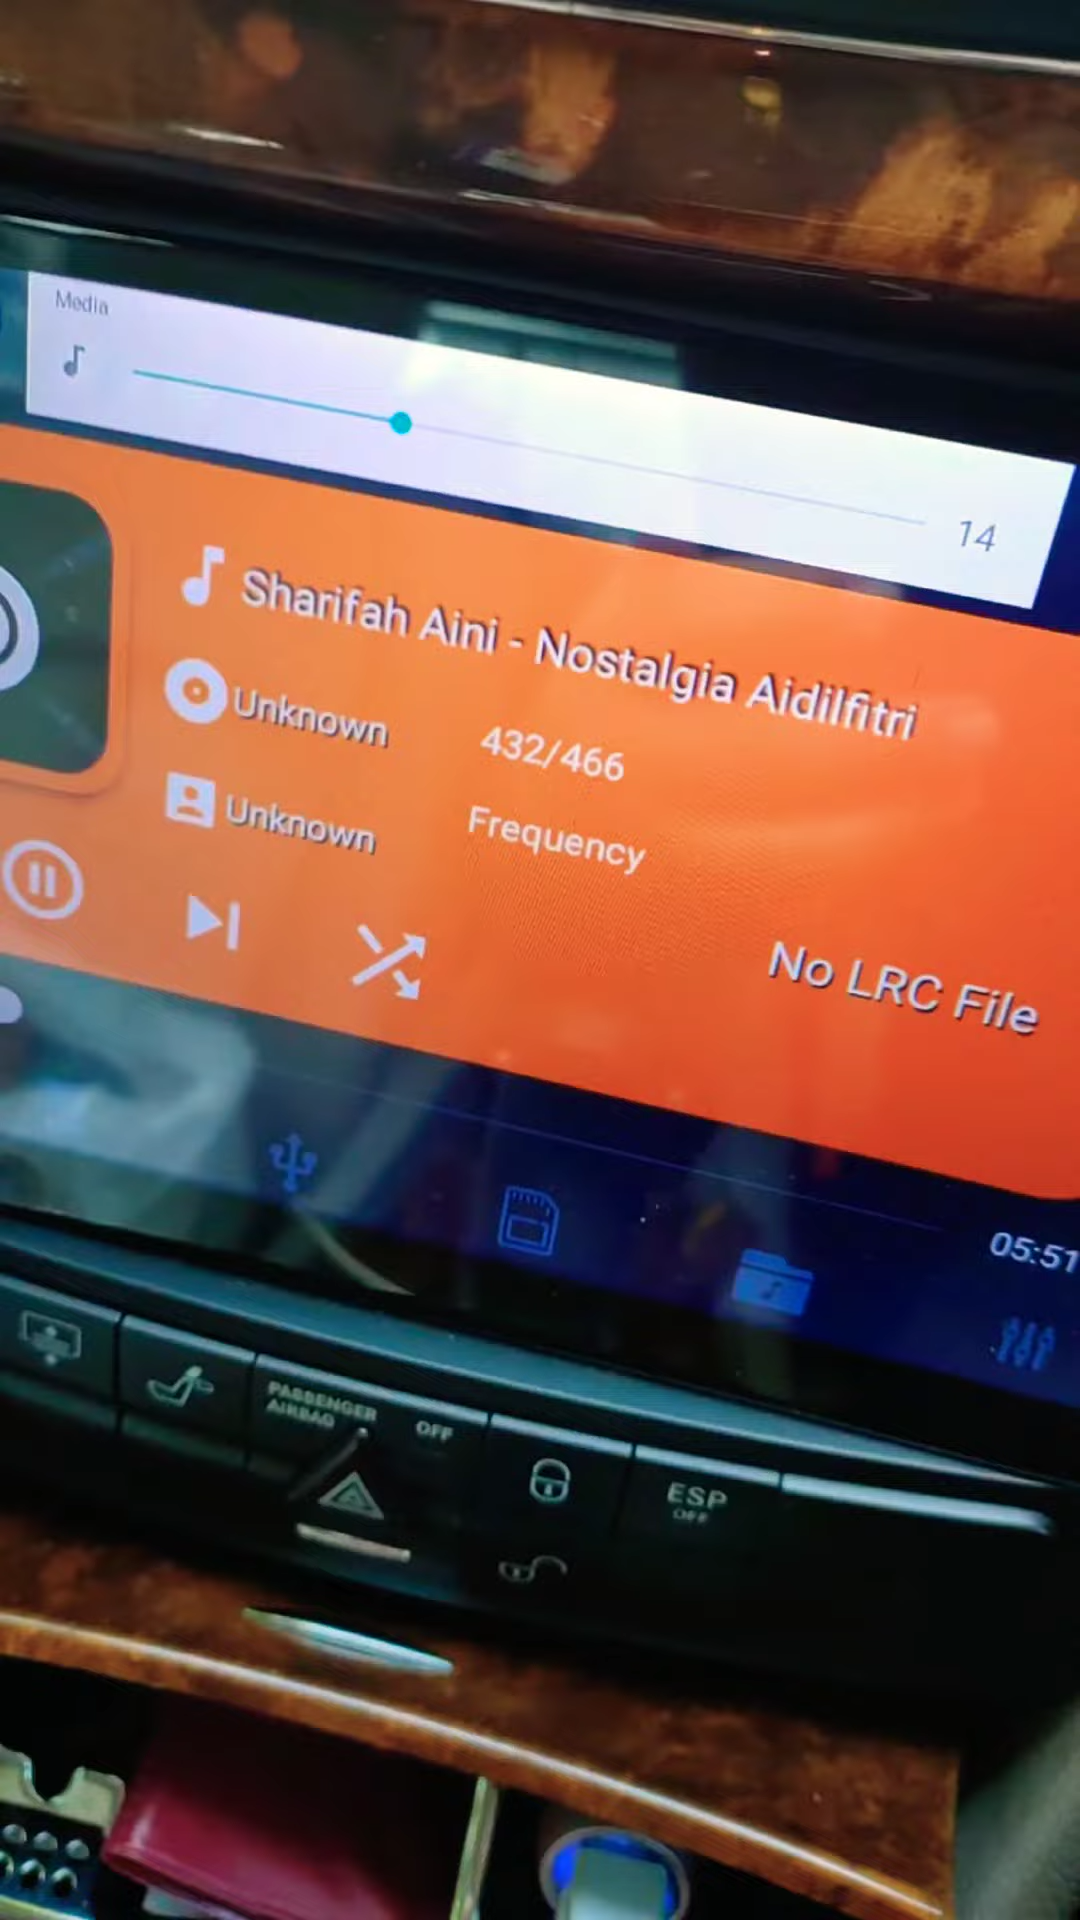 Media
14
Sharifah Aini - Nostalgia Aidilfitri
Unknown
432/466
Unknown
Frequency
No LRC File
05:51
PASSENGER
AIRBAG
OFF
ESP
OFF